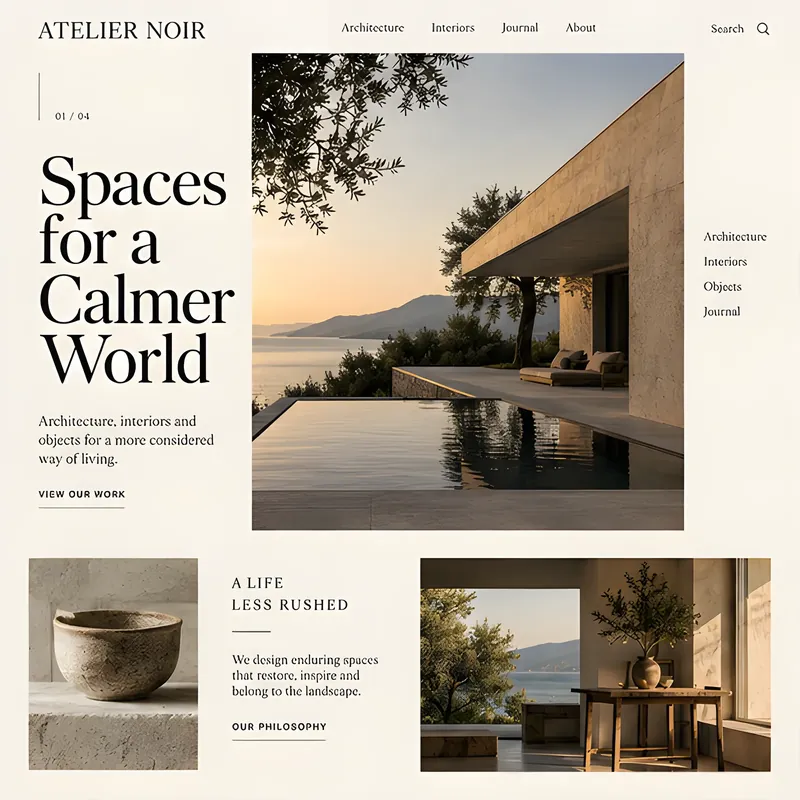 ATELIER NOIR
Architecture
Interiors
Journal
About
Search
01 / 04
Spaces
for a
Calmer
World
Architecture, interiors and
objects for a more considered
way of living.
VIEW OUR WORK
Architecture
Interiors
Objects
Journal
A LIFE
LESS RUSHED
We design enduring spaces
that restore, inspire and
belong to the landscape.
OUR PHILOSOPHY